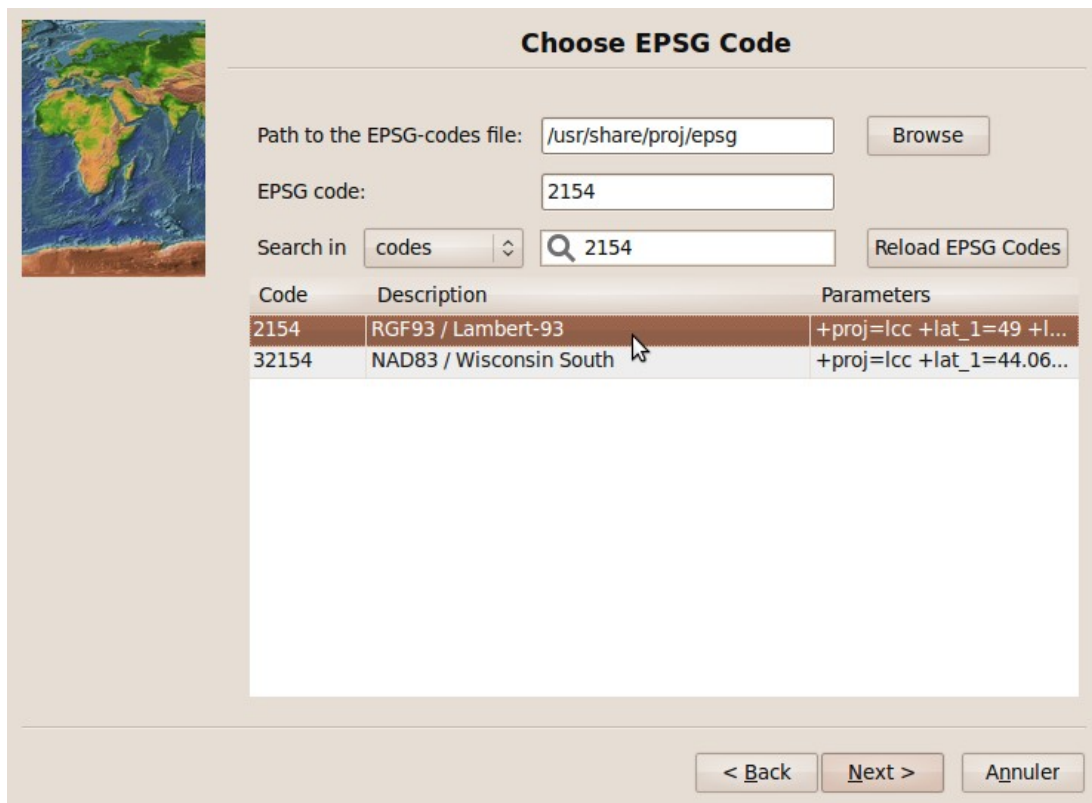 Choose EPSG Code
Path to the EPSG-codes file: /usr/share/proj/epsg Browse
EPSG code: 2154
Search in codes 2154 Reload EPSG Codes
Code Description Parameters
2154 RGF93 / Lambert-93 +proj=lcc +lat_1=49 +l...
32154 NAD83 / Wisconsin South +proj=lcc +lat_1=44.06...
< Back Next > Annuler